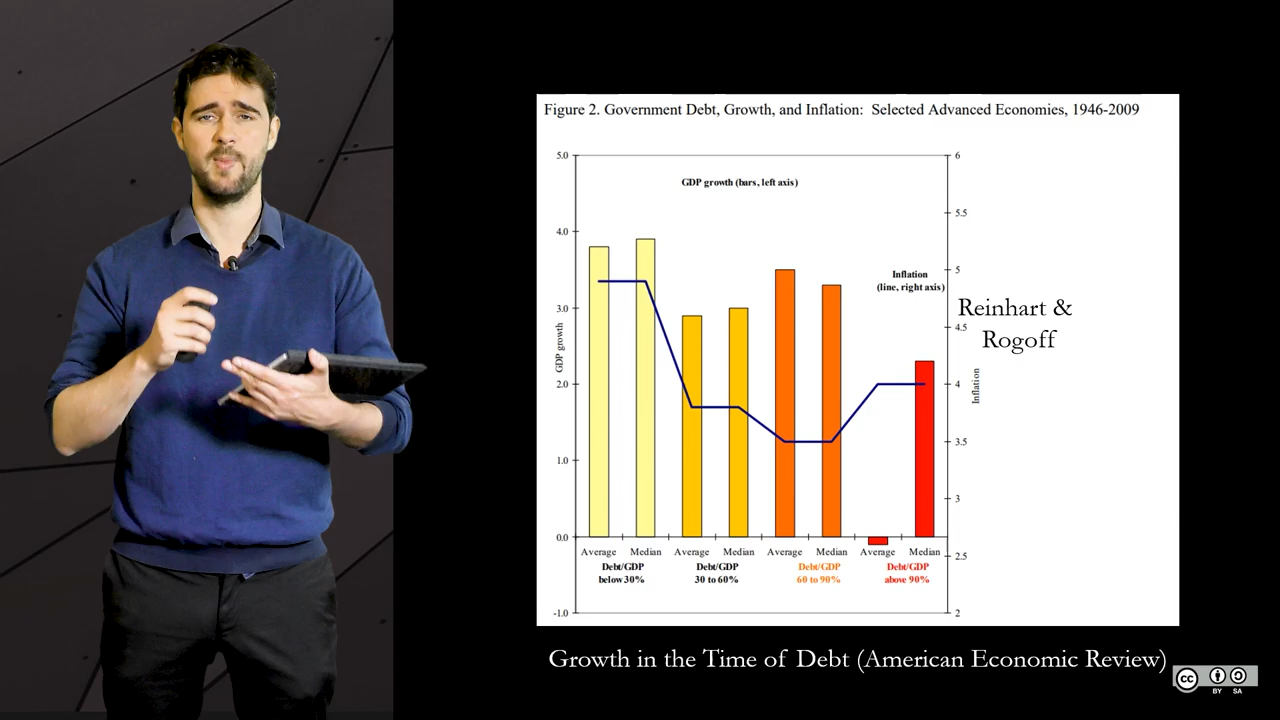 Figure 2. Government Debt, Growth, and Inflation: Selected Advanced Economies, 1946-2009
5.0
6
GDP growth (bars, left axis)
5.5
4.0
Inflation
5
(line, right axis)
Reinhart &
Rogoff
3.0
4.5
GDP growth
2.0
4
Inflation
3.5
1.0
3
0.0
2.5
Average Median Average Median Average Median Average Median
Debt/GDP Debt/GDP Debt/GDP Debt/GDP
below 30% 30 to 60% 60 to 90% above 90%
-1.0
2
Growth in the Time of Debt (American Economic Review)
cc
BY SA